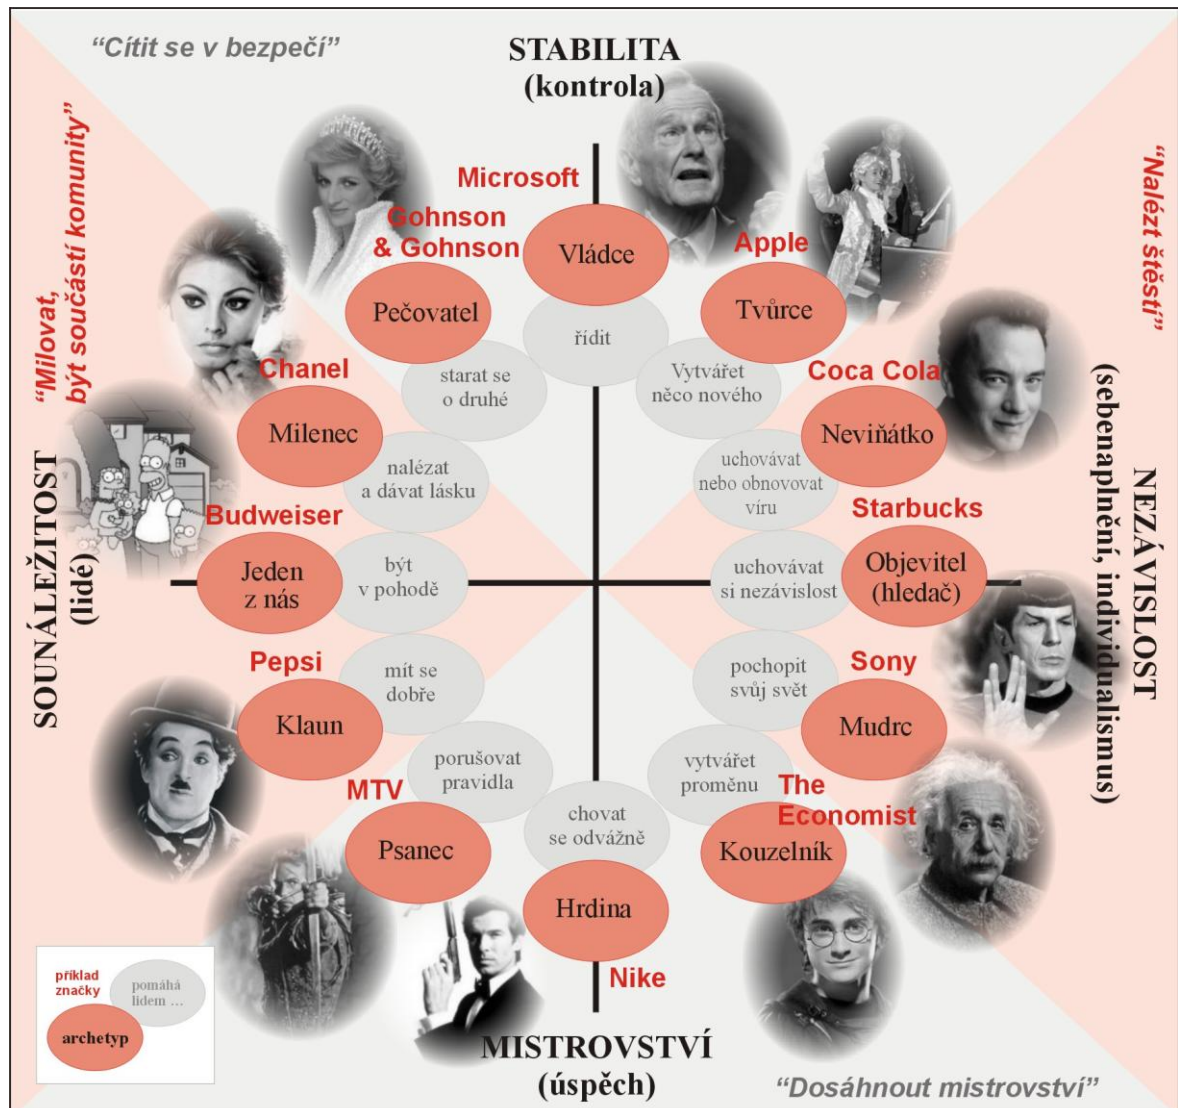 “Cítit se v bezpečí”
STABILITA
(kontrola)
“Milovat,
být součástí komunity”
“Nalézt štěstí”
Microsoft
Vládce
řídit
Gohnson
& Gohnson
Pečovatel
starat se
o druhé
Apple
Tvůrce
Vytvářet
něco nového
Chanel
Milenec
nalézat
a dávat lásku
Coca Cola
Neviňátko
uchovávat
nebo obnovovat
víru
SOUNÁLEŽITOST
(lidé)
Budweiser
Jeden
z nás
být
v pohodě
Starbucks
Objevitel
(hledač)
uchovávat
si nezávislost
NEZÁVISLOST
(sebenaplnění, individualismus)
Pepsi
Klaun
mít se
dobře
Sony
Mudrc
pochopit
svůj svět
MTV
Psanec
porušovat
pravidla
The
Economist
Kouzelník
vytvářet
proměnu
chovat
se odvážně
Hrdina
Nike
MISTROVSTVÍ
(úspěch)
“Dosáhnout mistrovství”
příklad
značky
pomáhá
lidem ...
archetyp